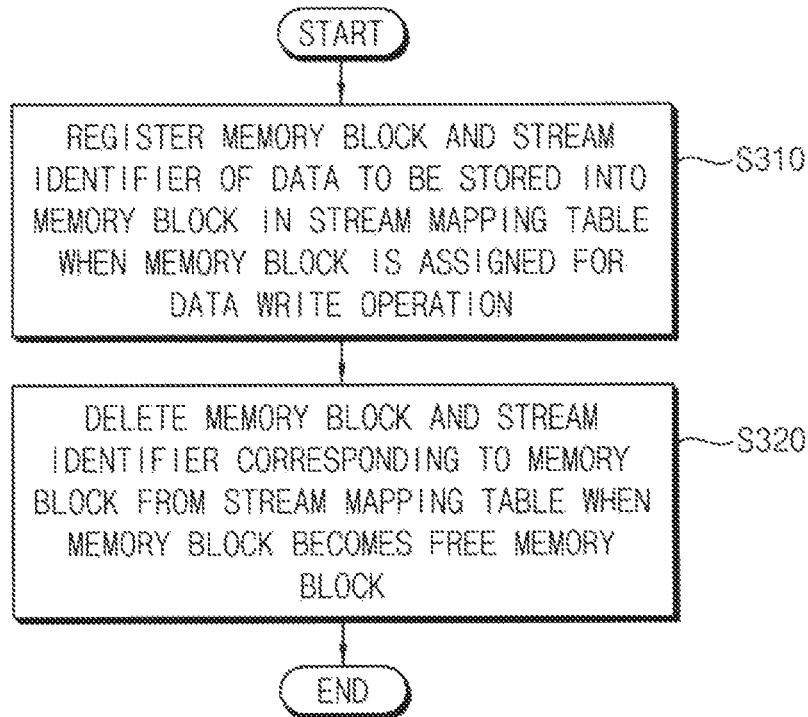 START
REGISTER MEMORY BLOCK AND STREAM
IDENTIFIER OF DATA TO BE STORED INTO
MEMORY BLOCK IN STREAM MAPPING TABLE
WHEN MEMORY BLOCK IS ASSIGNED FOR
DATA WRITE OPERATION
S310
DELETE MEMORY BLOCK AND STREAM
IDENTIFIER CORRESPONDING TO MEMORY
BLOCK FROM STREAM MAPPING TABLE WHEN
MEMORY BLOCK BECOMES FREE MEMORY
BLOCK
S320
END